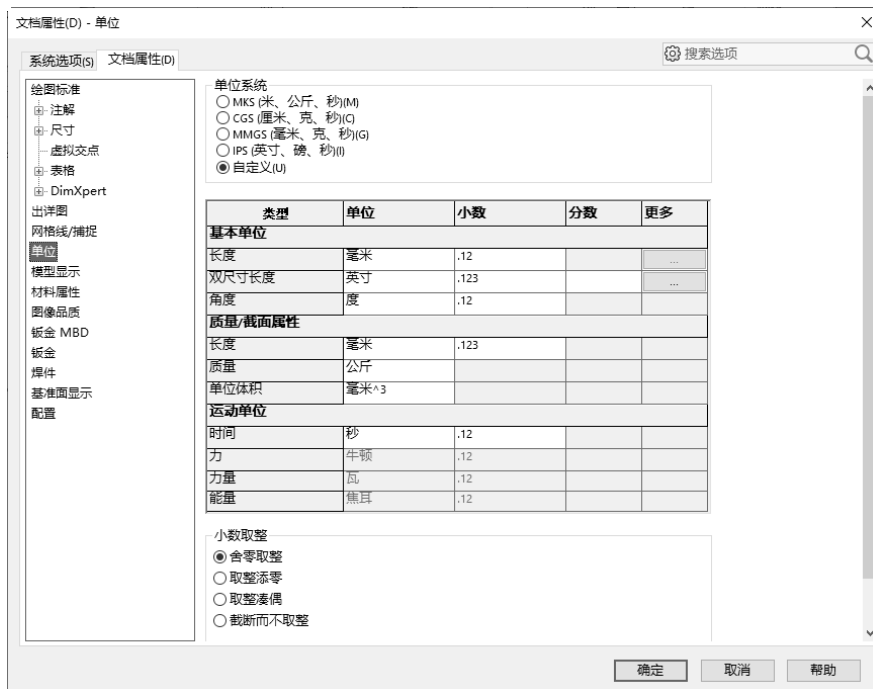 文档属性(D) - 单位
系统选项(S) 文档属性(D)
搜索选项
绘图标准
注解
尺寸
虚拟交点
表格
DimXpert
出详图
网格线/捕捉
单位
模型显示
材料属性
图像品质
钣金 MBD
钣金
焊件
基准面显示
配置
单位系统
MKS (米、公斤、秒)(M)
CGS (厘米、克、秒)(C)
MMGS (毫米、克、秒)(G)
IPS (英寸、磅、秒)(I)
自定义(U)
类型 单位 小数 分数 更多
基本单位
长度 毫米 .12 ...
双尺寸长度 英寸 .123 ...
角度 度 .12
质量/截面属性
长度 毫米 .123
质量 公斤
单位体积 毫米^3
运动单位
时间 秒 .12
力 牛顿 .12
力量 瓦 .12
能量 焦耳 .12
小数取整
舍零取整
取整添零
取整凑偶
截断而不取整
确定 取消 帮助